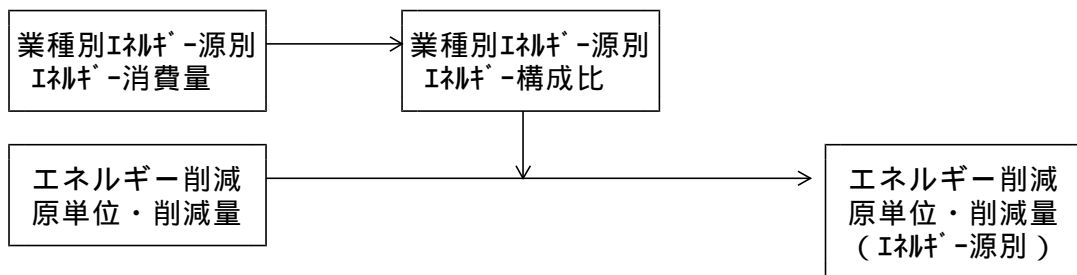 業種別エネルギー源別
エネルギー消費量
業種別エネルギー源別
エネルギー構成比
エネルギー削減
原単位・削減量
エネルギー削減
原単位・削減量
（エネルギー源別）